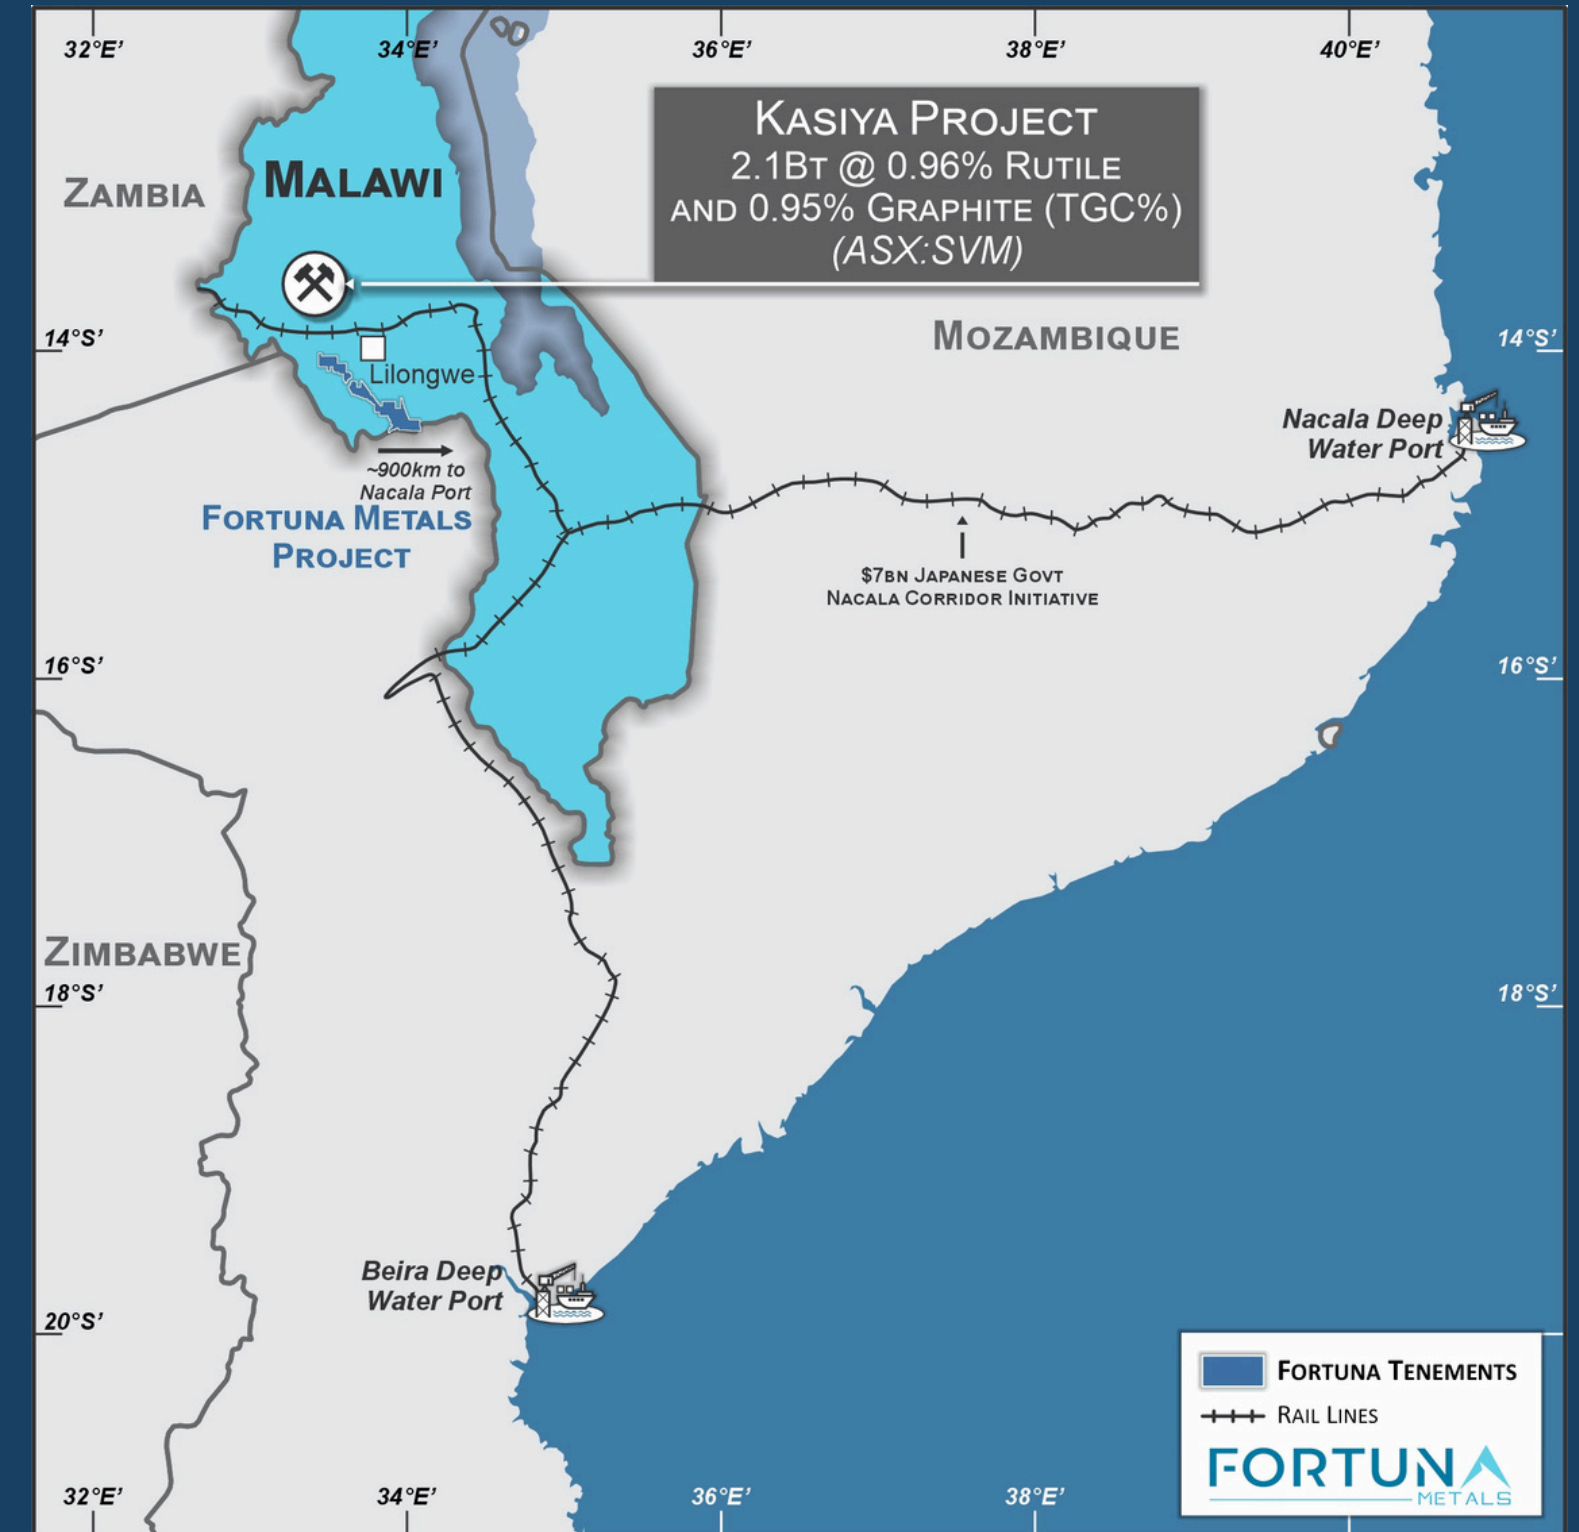 32°E’
34°E’
36°E’
38°E’
40°E’
KASIYA PROJECT
2.1BT @ 0.96% RUTILE
AND 0.95% GRAPHITE (TGC%)
(ASX:SVM)
MALAWI
ZAMBIA
MOZAMBIQUE
14°S’
14°S’
Lilongwe
Nacala Deep
Water Port
~900km to
Nacala Port
FORTUNA METALS
PROJECT
$7BN JAPANESE GOVT
NACALA CORRIDOR INITIATIVE
16°S’
16°S’
ZIMBABWE
18°S’
18°S’
Beira Deep
Water Port
20°S’
FORTUNA TENEMENTS
RAIL LINES
FORTUNA
METALS
32°E’
34°E’
36°E’
38°E’